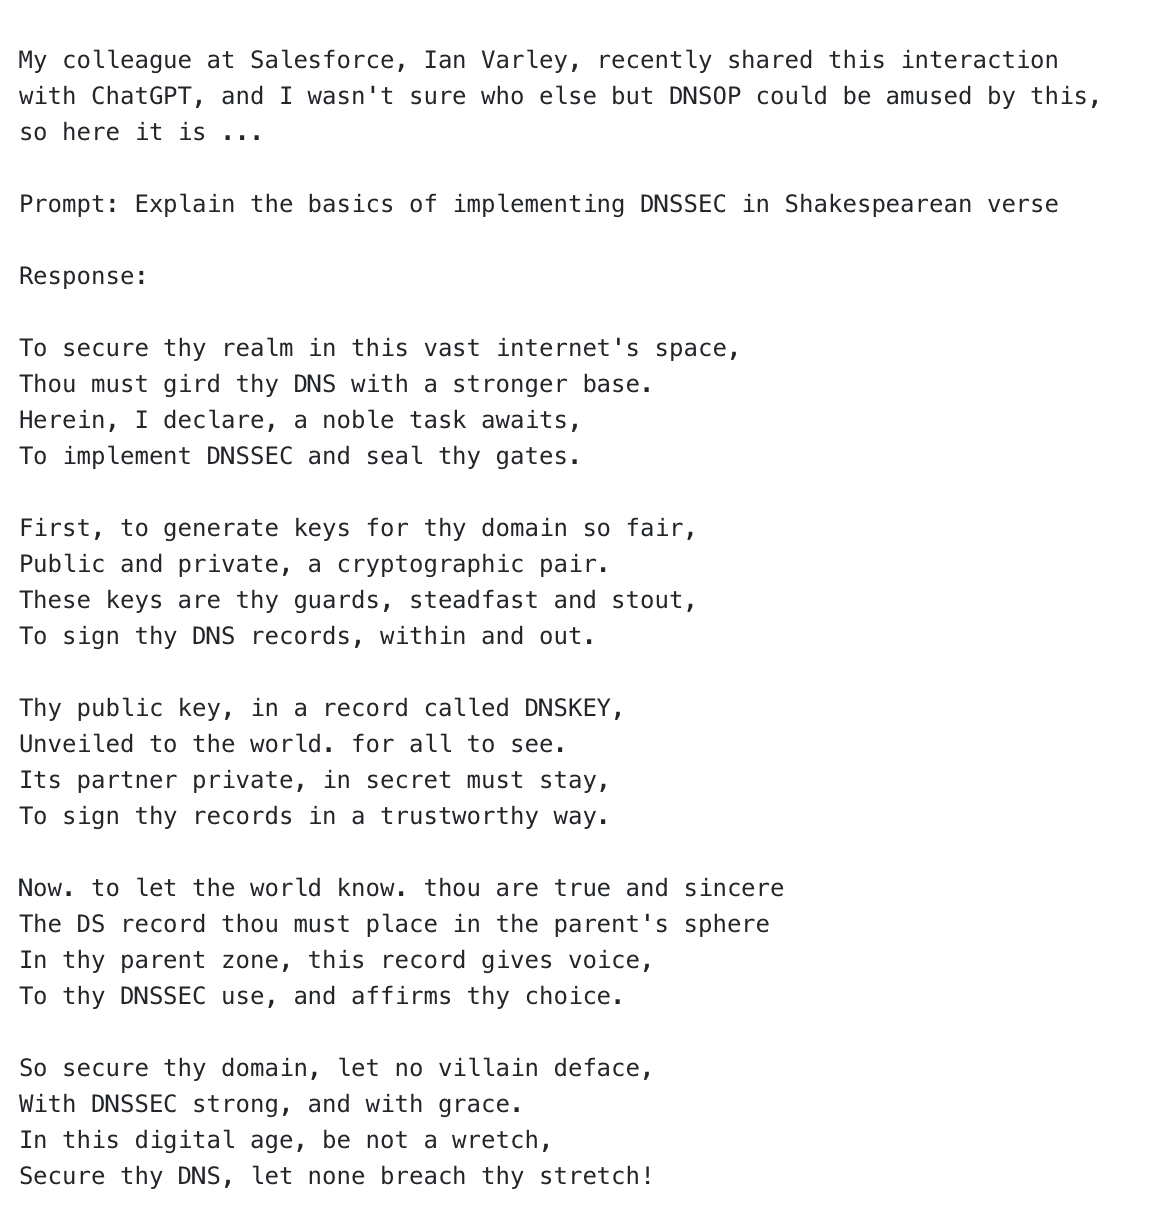 My colleague at Salesforce, Ian Varley, recently shared this interaction
with ChatGPT, and I wasn't sure who else but DNSOP could be amused by this,
so here it is ...

Prompt: Explain the basics of implementing DNSSEC in Shakespearean verse

Response:

To secure thy realm in this vast internet's space,
Thou must gird thy DNS with a stronger base.
Herein, I declare, a noble task awaits,
To implement DNSSEC and seal thy gates.

First, to generate keys for thy domain so fair,
Public and private, a cryptographic pair.
These keys are thy guards, steadfast and stout,
To sign thy DNS records, within and out.

Thy public key, in a record called DNSKEY,
Unveiled to the world. for all to see.
Its partner private, in secret must stay,
To sign thy records in a trustworthy way.

Now. to let the world know. thou are true and sincere
The DS record thou must place in the parent's sphere
In thy parent zone, this record gives voice,
To thy DNSSEC use, and affirms thy choice.

So secure thy domain, let no villain deface,
With DNSSEC strong, and with grace.
In this digital age, be not a wretch,
Secure thy DNS, let none breach thy stretch!